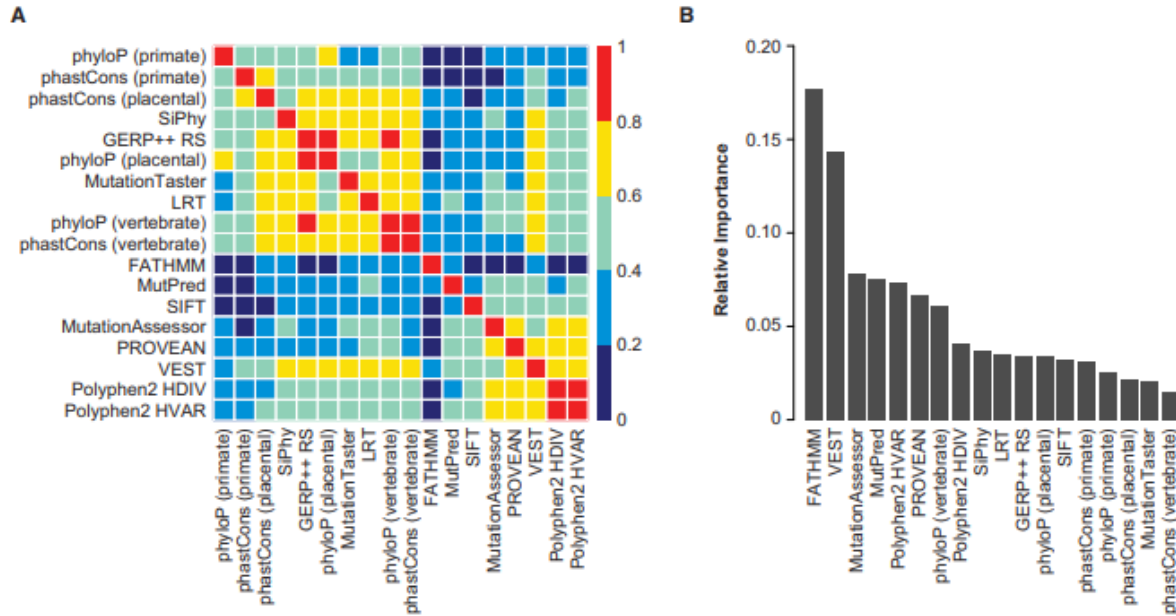 A
phyloP (primate)
phastCons (primate)
phastCons (placental)
SiPhy
GERP++ RS
phyloP (placental)
MutationTaster
LRT
phyloP (vertebrate)
phastCons (vertebrate)
FATHMM
MutPred
SIFT
MutationAssessor
PROVEAN
VEST
Polyphen2 HDIV
Polyphen2 HVAR
1
0.8
0.6
0.4
0.2
0
phyloP (primate)
phastCons (primate)
phastCons (placental)
SiPhy
GERP++ RS
phyloP (placental)
MutationTaster
LRT
phyloP (vertebrate)
phastCons (vertebrate)
FATHMM
MutPred
SIFT
MutationAssessor
PROVEAN
VEST
Polyphen2 HDIV
Polyphen2 HVAR
B
Relative Importance
0.20
0.15
0.10
0.05
0
FATHMM
VEST
MutationAssessor
MutPred
Polyphen2 HVAR
PROVEAN
phyloP (vertebrate)
Polyphen2 HDIV
SiPhy
LRT
GERP++ RS
phyloP (placental)
SIFT
phastCons (primate)
phyloP (primate)
phastCons (placental)
MutationTaster
phastCons (vertebrate)